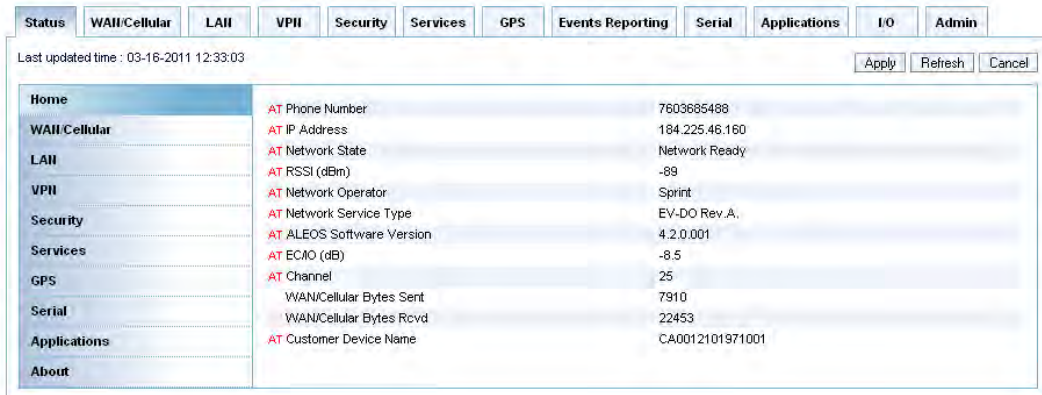 Status WAN/Cellular LAN VPN Security Services GPS Events Reporting Serial Applications I/O Admin
Last updated time : 03-16-2011 12:33:03
Apply Refresh Cancel
Home
WAN/Cellular
LAN
VPN
Security
Services
GPS
Serial
Applications
About
AT Phone Number 7603685488
AT IP Address 184.225.46.160
AT Network State Network Ready
AT RSSI (dBm) -89
AT Network Operator Sprint
AT Network Service Type EV-DO Rev.A.
AT ALEOS Software Version 4.2.0.001
AT EC/IO (dB) -8.5
AT Channel 25
WAN/Cellular Bytes Sent 7910
WAN/Cellular Bytes Rcvd 22453
AT Customer Device Name CA0012101971001